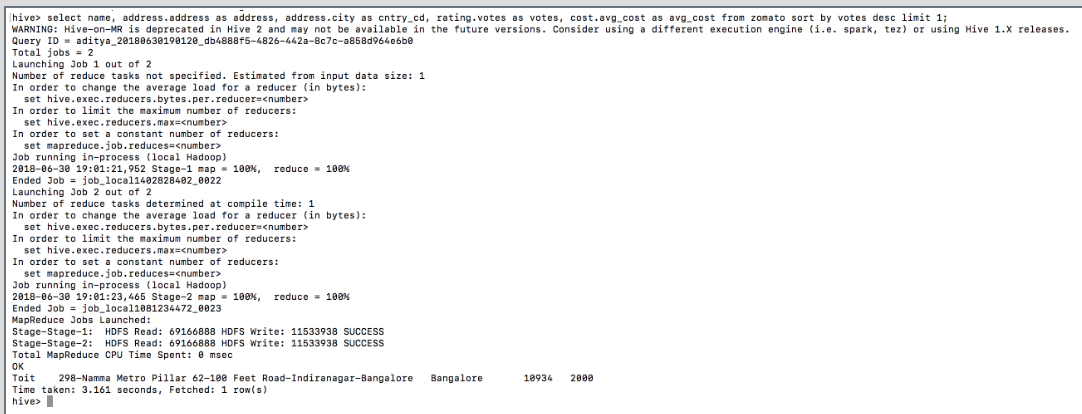 hive> select name, address.address as address, address.city as cntry_cd, rating.votes as votes, cost.avg_cost as avg_cost from zomato sort by votes desc limit 1;
WARNING: Hive-on-MR is deprecated in Hive 2 and may not be available in the future versions. Consider using a different execution engine (i.e. spark, tez) or using Hive 1.X releases.
Query ID = aditya_20180630190120_db4888f5-4826-442a-8c7c-a858d964e6b0
Total jobs = 2
Launching Job 1 out of 2
Number of reduce tasks not specified. Estimated from input data size: 1
In order to change the average load for a reducer (in bytes):
  set hive.exec.reducers.bytes.per.reducer=<number>
In order to limit the maximum number of reducers:
  set hive.exec.reducers.max=<number>
In order to set a constant number of reducers:
  set mapreduce.job.reduces=<number>
Job running in-process (local Hadoop)
2018-06-30 19:01:21,952 Stage-1 map = 100%,  reduce = 100%
Ended Job = job_local1402828402_0022
Launching Job 2 out of 2
Number of reduce tasks determined at compile time: 1
In order to change the average load for a reducer (in bytes):
  set hive.exec.reducers.bytes.per.reducer=<number>
In order to limit the maximum number of reducers:
  set hive.exec.reducers.max=<number>
In order to set a constant number of reducers:
  set mapreduce.job.reduces=<number>
Job running in-process (local Hadoop)
2018-06-30 19:01:23,465 Stage-2 map = 100%,  reduce = 100%
Ended Job = job_local1081234472_0023
MapReduce Jobs Launched:
Stage-Stage-1:  HDFS Read: 69166888 HDFS Write: 11533938 SUCCESS
Stage-Stage-2:  HDFS Read: 69166888 HDFS Write: 11533938 SUCCESS
Total MapReduce CPU Time Spent: 0 msec
OK
Toit    298-Namma Metro Pillar 62-100 Feet Road-Indiranagar-Bangalore   Bangalore       10934   2000
Time taken: 3.161 seconds, Fetched: 1 row(s)
hive>